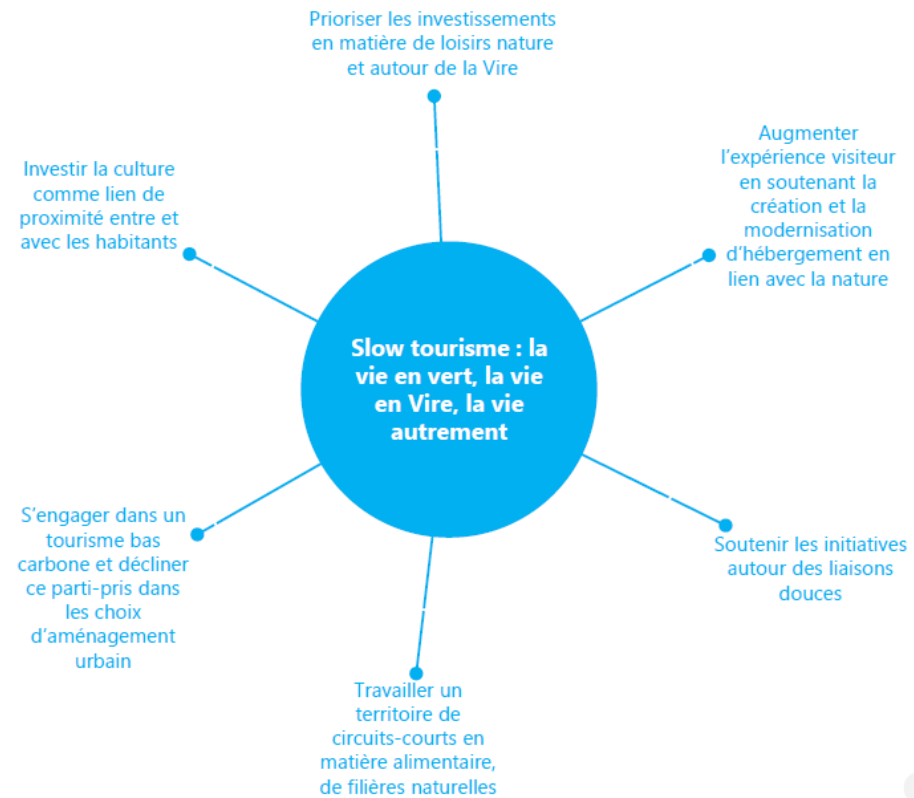 Prioriser les investissements
en matière de loisirs nature
et autour de la Vire
Augmenter
l'expérience visiteur
en soutenant la
création et la
modernisation
d'hébergement en
lien avec la nature
Investir la culture
comme lien de
proximité entre et
avec les habitants
Slow tourisme : la
vie en vert, la vie
en Vire, la vie
autrement
S'engager dans un
tourisme bas
carbone et décliner
ce parti-pris dans
les choix
d'aménagement
urbain
Soutenir les initiatives
autour des liaisons
douces
Travailler un
territoire de
circuits-courts en
matière alimentaire,
de filières naturelles